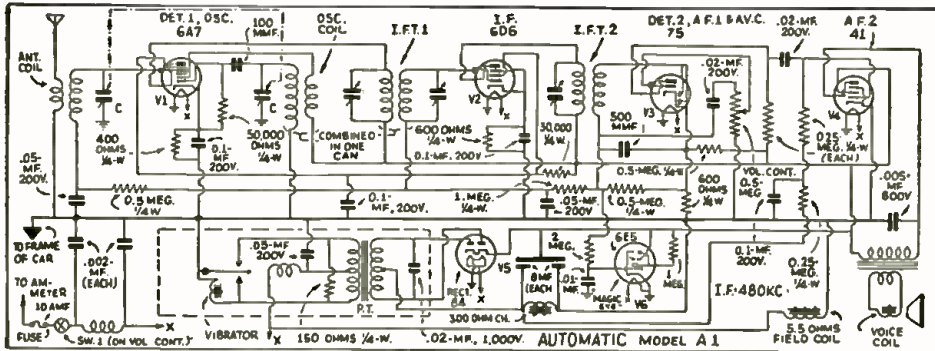 DET. 1, OSC.
6A7
100
MMF.
OSC.
COIL
I.F.T.1
I.F.
6D6
I.F.T.2
DET.2, A F.1 & A.V.C.
75
.02-MF.
200V.
A F.2
41
ANT.
COIL
C
V1
X
C
V2
X
.02-MF.
200V.
V3
X
V4
X
400
OHMS
1/4-W
0.1-
MF.
200V.
50,000
OHMS
1/4-W
COMBINED
IN ONE
CAN
600 OHMS
1/4-W
0.1-MF. 200V.
30,000
1/4-W.
500
MMF.
0.5-MEG. 1/4-W
600
OHMS
1/4W
VOL. CONT.
0.5-
MEG
0.25
MEG. 1/4-W
(EACH)
.005-
MF
600V
.05-
MF.
200V.
0.5 MEG.
1/4W
0.1-
MF, 200V.
1. MEG.
1/4-W.
.05-MF.
200V
0.5-MEG.
1/4-W.
TO FRAME
OF CAR
.002-
MF.
(EACH)
.05-MF
200V
P.T.
RECT.
84
X
V5
2
MEG.
8 MF
(EACH
.01-
MF.
6E5
MAGIC
EYE
X
V6
1
MEG.
0.1-MF.
200V.
0.25-
MEG.
1/4W.
I.F.: 480KC.
TO AM-
METER
10 AMP.
FUSE
SW.1 (ON VOL. CONT.)
X
VIBRATOR
X
150 OHMS 1/4-W.
.02-MF., 1,000V.
300 OHM CH.
AUTOMATIC MODEL A 1
5.5 OHMS
FIELD COIL
VOICE
COIL